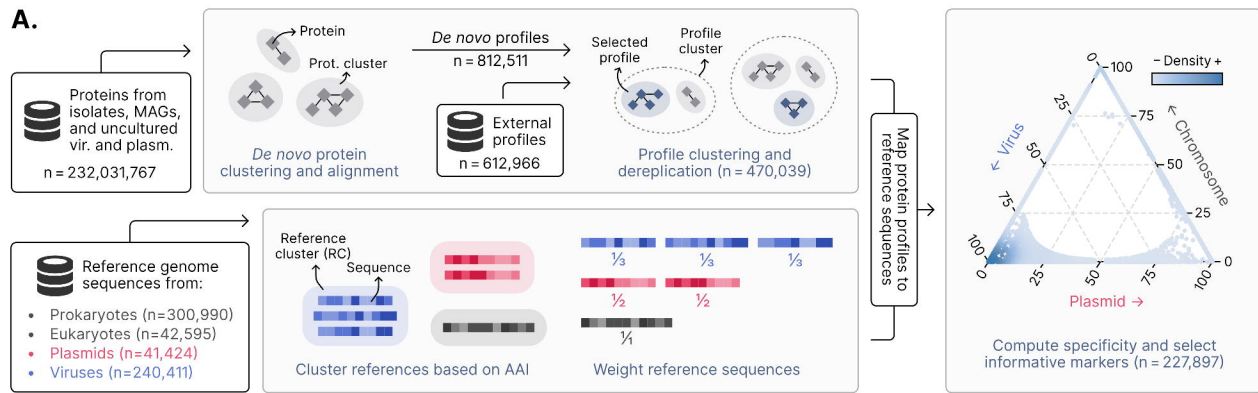 A.
Proteins from
isolates, MAGs,
and uncultured
vir. and plasm.
n = 232,031,767
Protein
Prot. cluster
De novo protein
clustering and alignment
De novo profiles
n = 812,511
External
profiles
n = 612,966
Selected
profile
Profile
cluster
Profile clustering and
dereplication (n = 470,039)
Reference genome
sequences from:
• Prokaryotes (n=300,990)
• Eukaryotes (n=42,595)
• Plasmids (n=41,424)
• Viruses (n=240,411)
Reference
cluster (RC)
Sequence
Cluster references based on AAI
⅓ ⅓ ⅓
½ ½
1/1
Weight reference sequences
Map protein profiles to
reference sequences
− Density +
← Virus
0
25
50
75
100
← Chromosome
100
75
50
25
0
0
25
50
75
100
Plasmid →
Compute specificity and select
informative markers (n = 227,897)